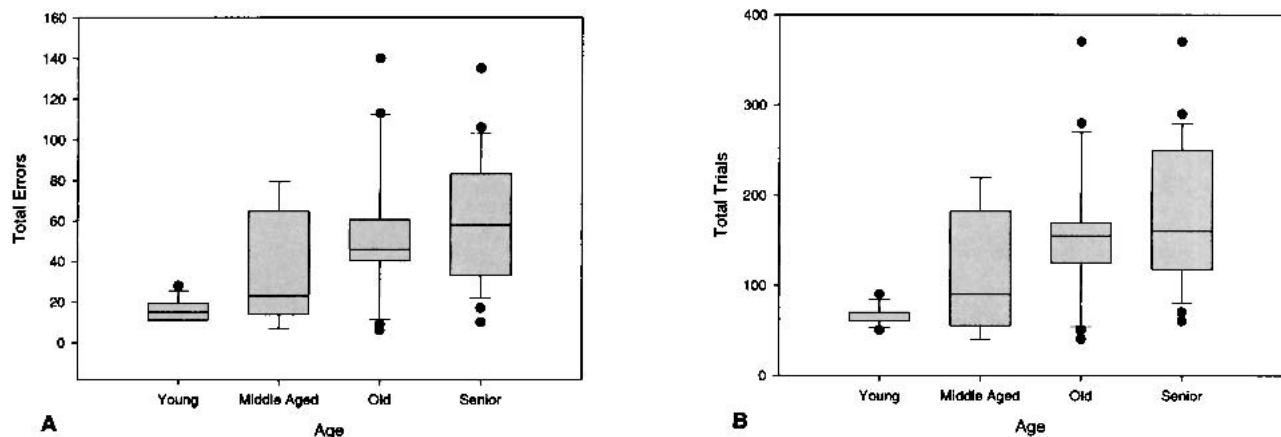 160
140
120
100
80
60
40
20
0
Total Errors
Young
Middle Aged
Old
Senior
A
Age
400
300
200
100
0
Total Trials
Young
Middle Aged
Old
Senior
B
Age